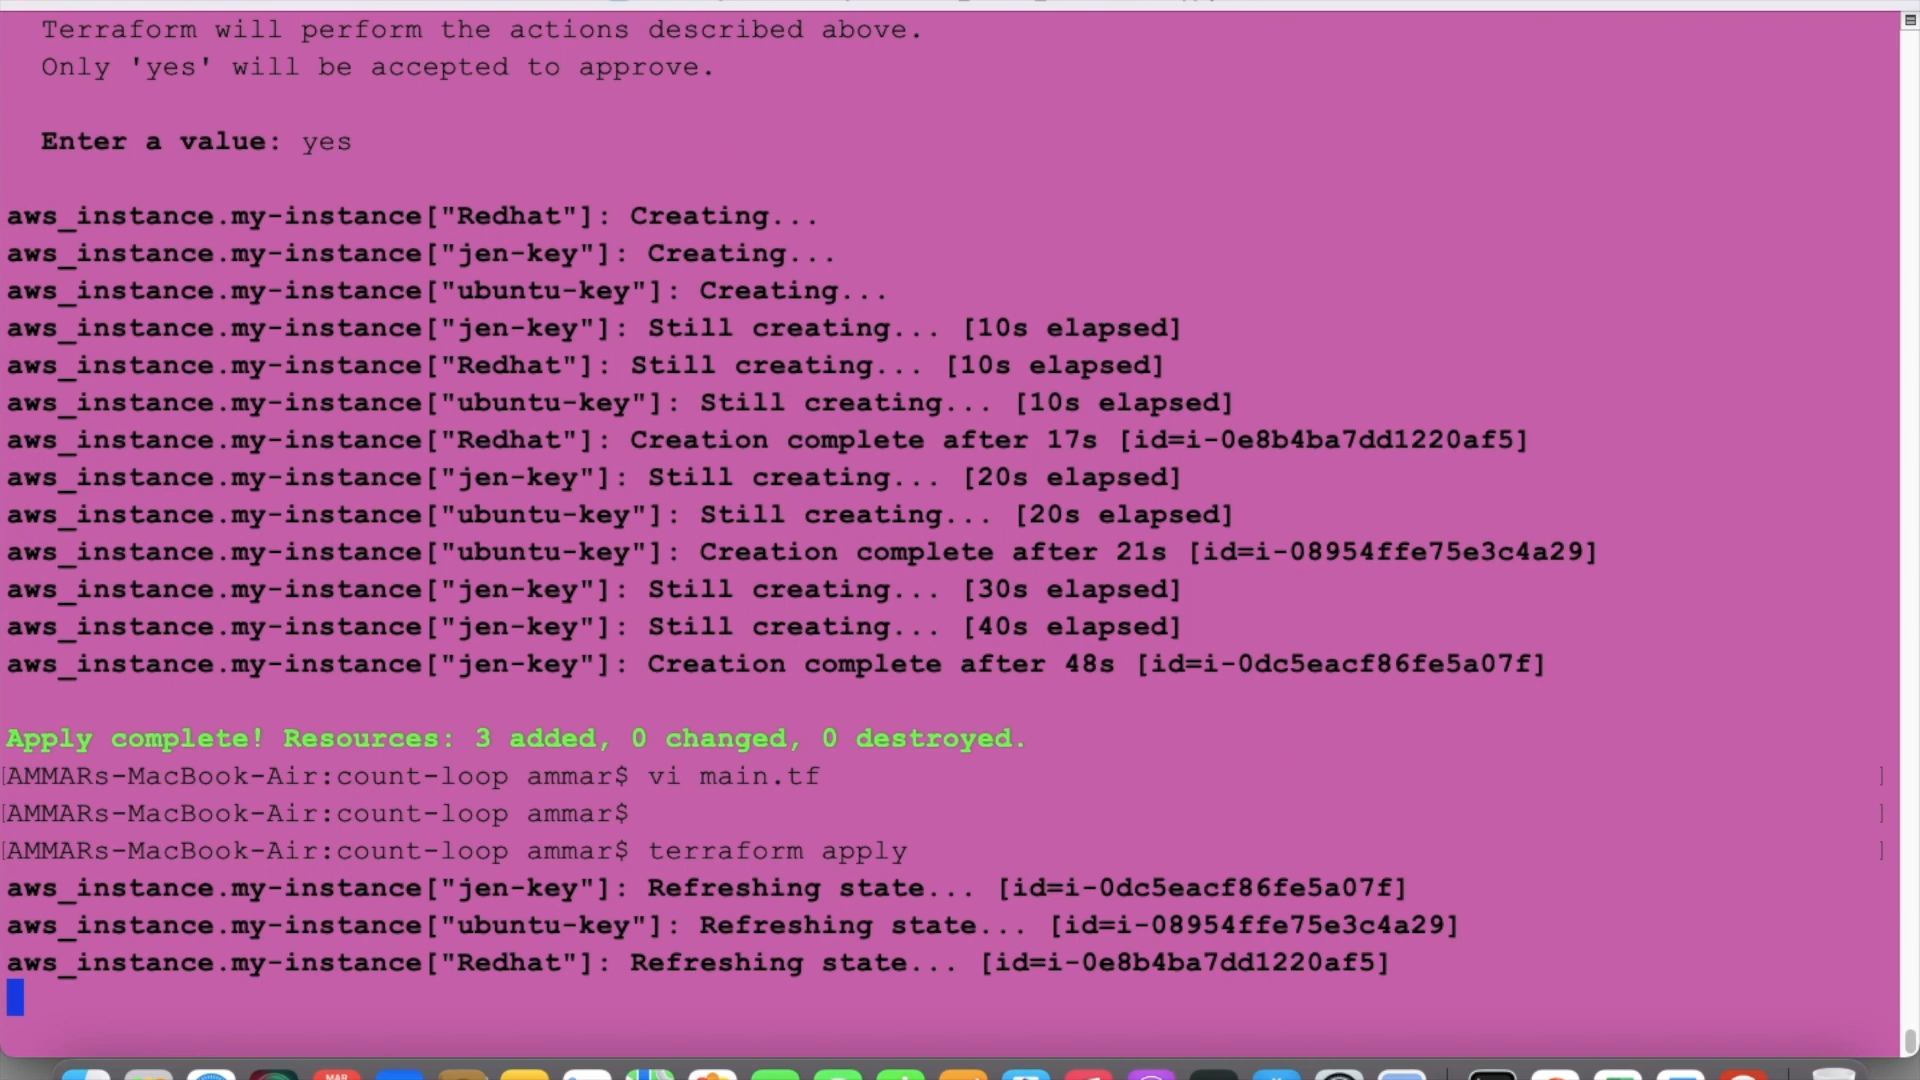 Terraform will perform the actions described above.
Only 'yes' will be accepted to approve.
Enter a value: yes
aws_instance.my-instance["Redhat"]: Creating...
aws_instance.my-instance["jen-key"]: Creating...
aws_instance.my-instance["ubuntu-key"]: Creating...
aws_instance.my-instance["jen-key"]: Still creating... [10s elapsed]
aws_instance.my-instance["Redhat"]: Still creating... [10s elapsed]
aws_instance.my-instance["ubuntu-key"]: Still creating... [10s elapsed]
aws_instance.my-instance["Redhat"]: Creation complete after 17s [id=i-0e8b4ba7dd1220af5]
aws_instance.my-instance["jen-key"]: Still creating... [20s elapsed]
aws_instance.my-instance["ubuntu-key"]: Still creating... [20s elapsed]
aws_instance.my-instance["ubuntu-key"]: Creation complete after 21s [id=i-08954ffe75e3c4a29]
aws_instance.my-instance["jen-key"]: Still creating... [30s elapsed]
aws_instance.my-instance["jen-key"]: Still creating... [40s elapsed]
aws_instance.my-instance["jen-key"]: Creation complete after 48s [id=i-0dc5eacf86fe5a07f]
Apply complete! Resources: 3 added, 0 changed, 0 destroyed.
[AMMARs-MacBook-Air:count-loop ammar$ vi main.tf ]
[AMMARs-MacBook-Air:count-loop ammar$ ]
[AMMARs-MacBook-Air:count-loop ammar$ terraform apply ]
aws_instance.my-instance["jen-key"]: Refreshing state... [id=i-0dc5eacf86fe5a07f]
aws_instance.my-instance["ubuntu-key"]: Refreshing state... [id=i-08954ffe75e3c4a29]
aws_instance.my-instance["Redhat"]: Refreshing state... [id=i-0e8b4ba7dd1220af5]
MAR